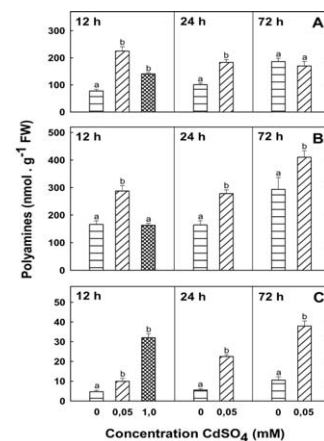 12 h 24 h 72 h A
300
200
100
0
a b b a b a a
12 h 24 h 72 h B
500
400
300
200
100
0
a b a a b a b
12 h 24 h 72 h C
50
40
30
20
10
0
a b b a b a b
0 0,05 1,0 0 0,05 0 0,05
Concentration CdSO4 (mM)
Polyamines (nmol . g-1 FW)